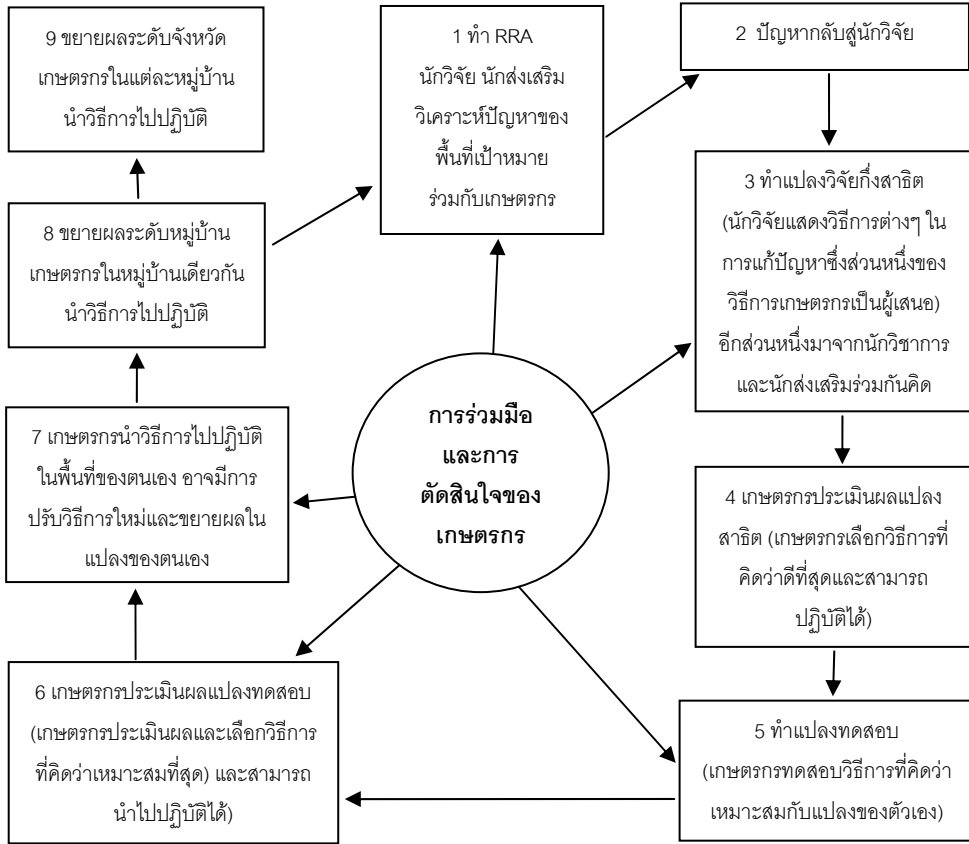 1 ทำ RRA
นักวิจัย นักส่งเสริม
วิเคราะห์ปัญหาของ
พื้นที่เป้าหมาย
ร่วมกับเกษตรกร
2 ปัญหากลับสู่นักวิจัย
3 ทำแปลงวิจัยกึ่งสาธิต
(นักวิจัยแสดงวิธีการต่างๆ ใน
การแก้ปัญหาซึ่งส่วนหนึ่งของ
วิธีการเกษตรกรเป็นผู้เสนอ)
อีกส่วนหนึ่งมาจากนักวิชาการ
และนักส่งเสริมร่วมกันคิด
4 เกษตรกรประเมินผลแปลง
สาธิต (เกษตรกรเลือกวิธีการที่
คิดว่าดีที่สุดและสามารถ
ปฏิบัติได้)
5 ทำแปลงทดสอบ
(เกษตรกรทดสอบวิธีการที่คิดว่า
เหมาะสมกับแปลงของตัวเอง)
6 เกษตรกรประเมินผลแปลงทดสอบ
(เกษตรกรประเมินผลและเลือกวิธีการ
ที่คิดว่าเหมาะสมที่สุด) และสามารถ
นำไปปฏิบัติได้)
7 เกษตรกรนำวิธีการไปปฏิบัติ
ในพื้นที่ของตนเอง อาจมีการ
ปรับวิธีการใหม่และขยายผลใน
แปลงของตนเอง
8 ขยายผลระดับหมู่บ้าน
เกษตรกรในหมู่บ้านเดียวกัน
นำวิธีการไปปฏิบัติ
9 ขยายผลระดับจังหวัด
เกษตรกรในแต่ละหมู่บ้าน
นำวิธีการไปปฏิบัติ
การร่วมมือ
และการ
ตัดสินใจของ
เกษตรกร